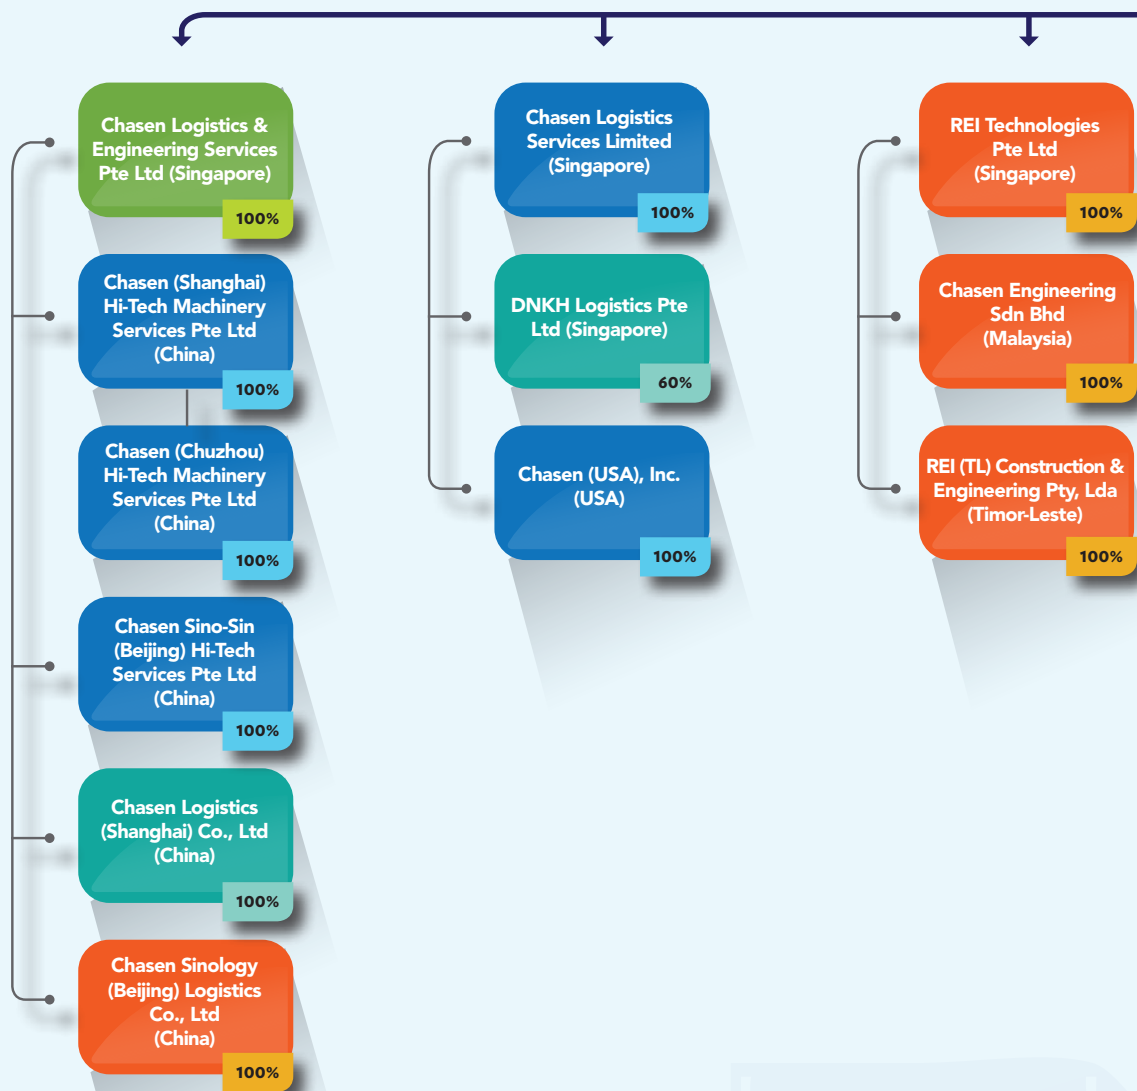 Chasen Logistics &
Engineering Services
Pte Ltd (Singapore)
100%
Chasen (Shanghai)
Hi-Tech Machinery
Services Pte Ltd
(China)
100%
Chasen (Chuzhou)
Hi-Tech Machinery
Services Pte Ltd
(China)
100%
Chasen Sino-Sin
(Beijing) Hi-Tech
Services Pte Ltd
(China)
100%
Chasen Logistics
(Shanghai) Co., Ltd
(China)
100%
Chasen Sinology
(Beijing) Logistics
Co., Ltd
(China)
100%
Chasen Logistics
Services Limited
(Singapore)
100%
DNKH Logistics Pte
Ltd (Singapore)
60%
Chasen (USA), Inc.
(USA)
100%
REI Technologies
Pte Ltd
(Singapore)
100%
Chasen Engineering
Sdn Bhd
(Malaysia)
100%
REI (TL) Construction &
Engineering Pty, Lda
(Timor-Leste)
100%